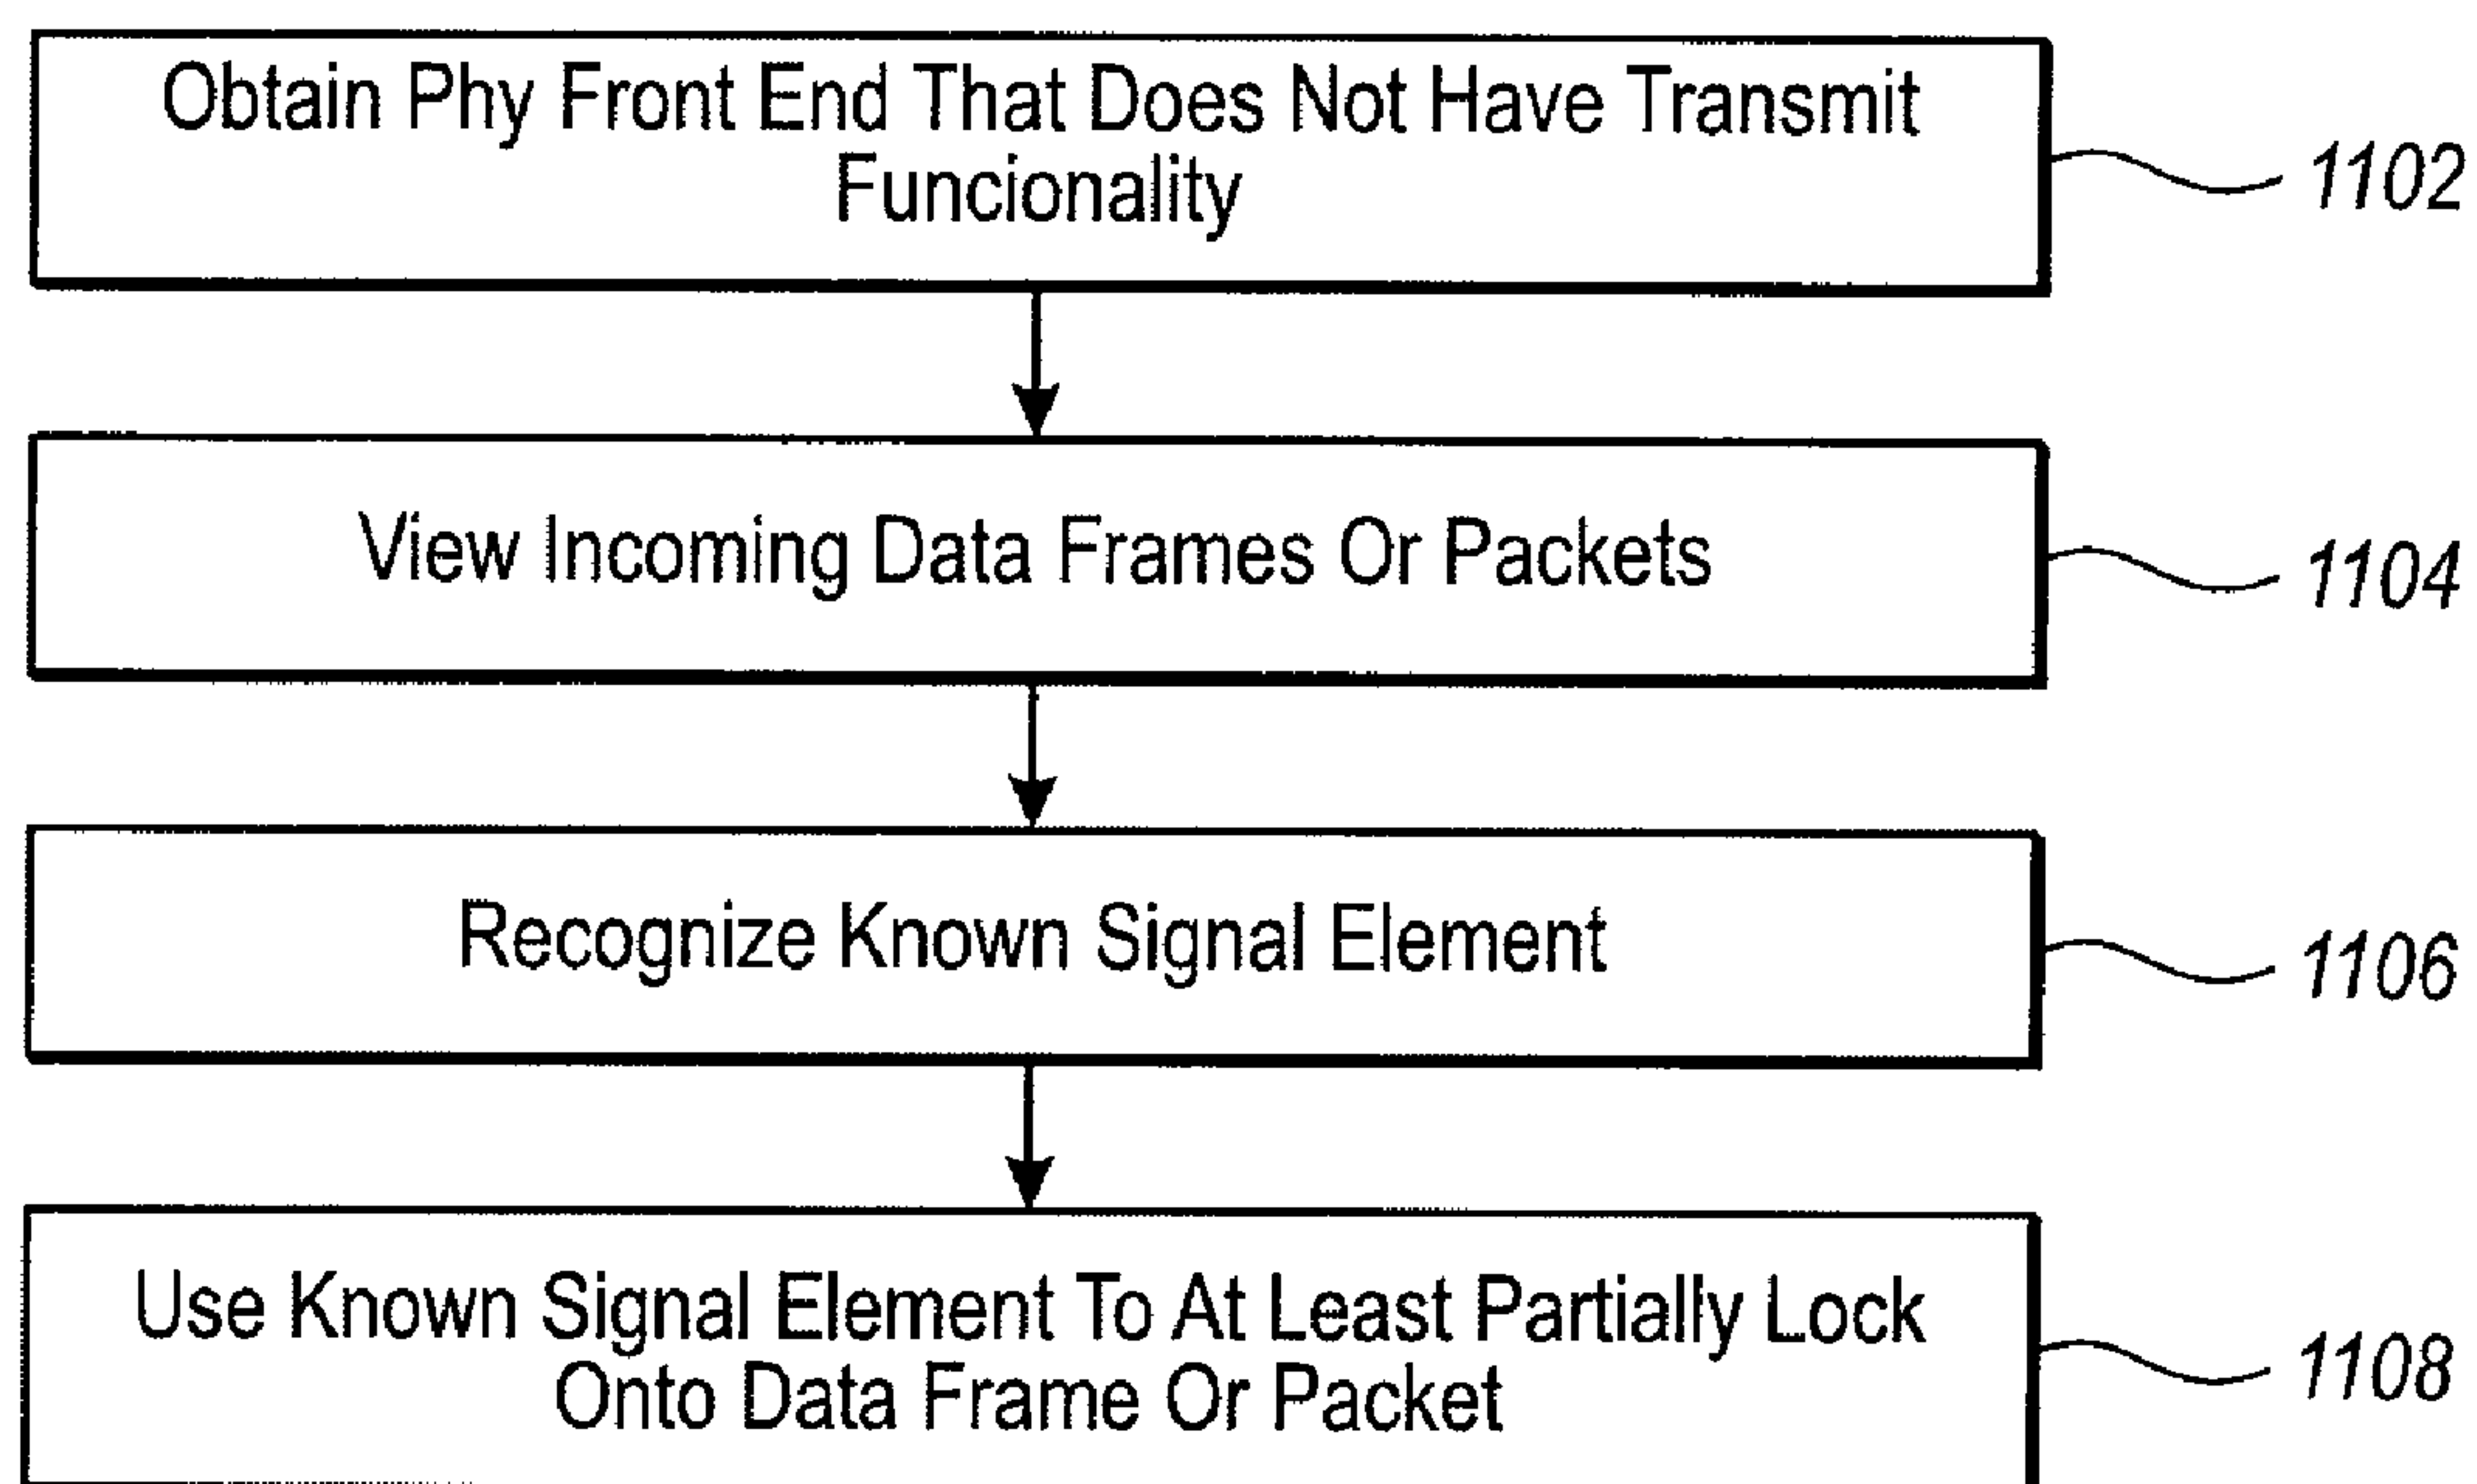 Obtain Phy Front End That Does Not Have Transmit
Funcionality
1102
View Incoming Data Frames Or Packets
1104
Recognize Known Signal Element
1106
Use Known Signal Element To At Least Partially Lock
Onto Data Frame Or Packet
1108